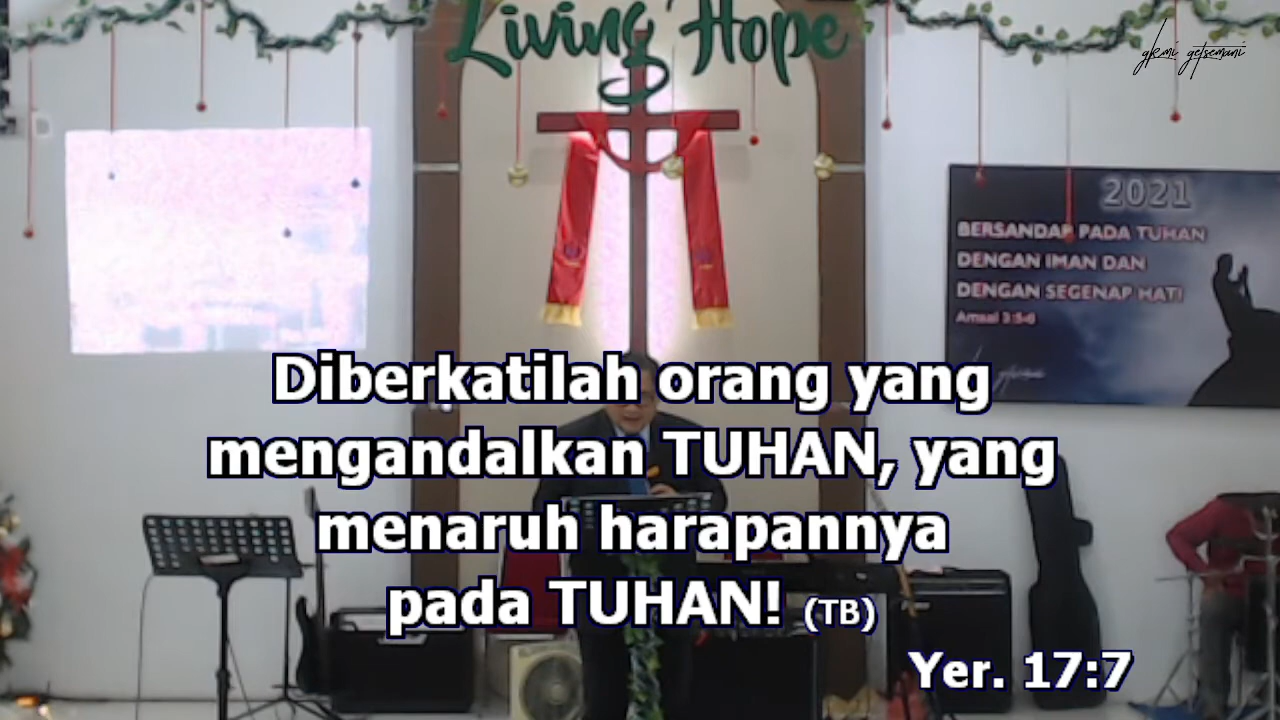 Living Hope
gkmi getsemani
2021
BERSANDAR PADA TUHAN
DENGAN IMAN DAN
DENGAN SEGENAP HATI
Amsal 3:5-6
Diberkatilah orang yang
mengandalkan TUHAN, yang
menaruh harapannya
pada TUHAN! (TB)
Yer. 17:7